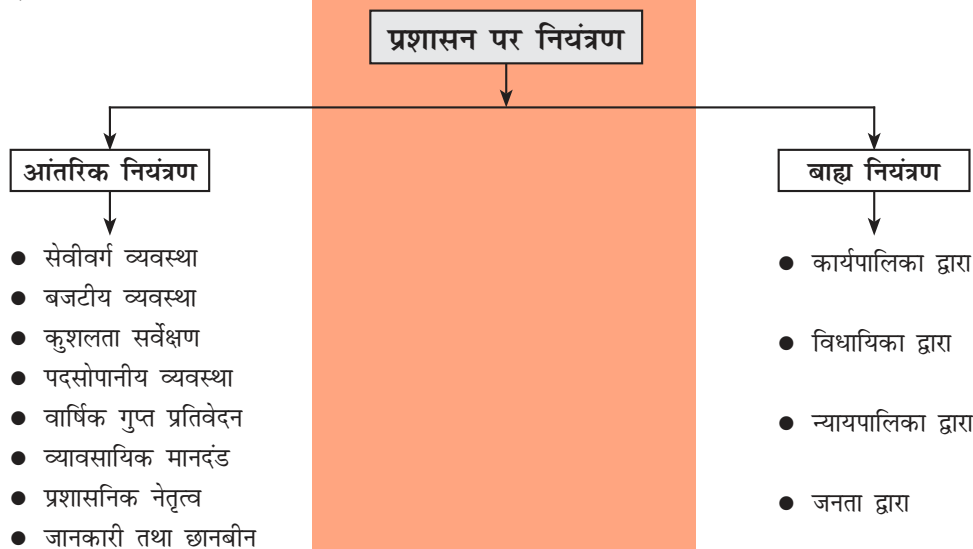 प्रशासन पर नियंत्रण
आंतरिक नियंत्रण
● सेवीवर्ग व्यवस्था
● बजटीय व्यवस्था
● कुशलता सर्वेक्षण
● पदसोपानीय व्यवस्था
● वार्षिक गुप्त प्रतिवेदन
● व्यावसायिक मानदंड
● प्रशासनिक नेतृत्व
● जानकारी तथा छानबीन
बाह्य नियंत्रण
● कार्यपालिका द्वारा
● विधायिका द्वारा
● न्यायपालिका द्वारा
● जनता द्वारा